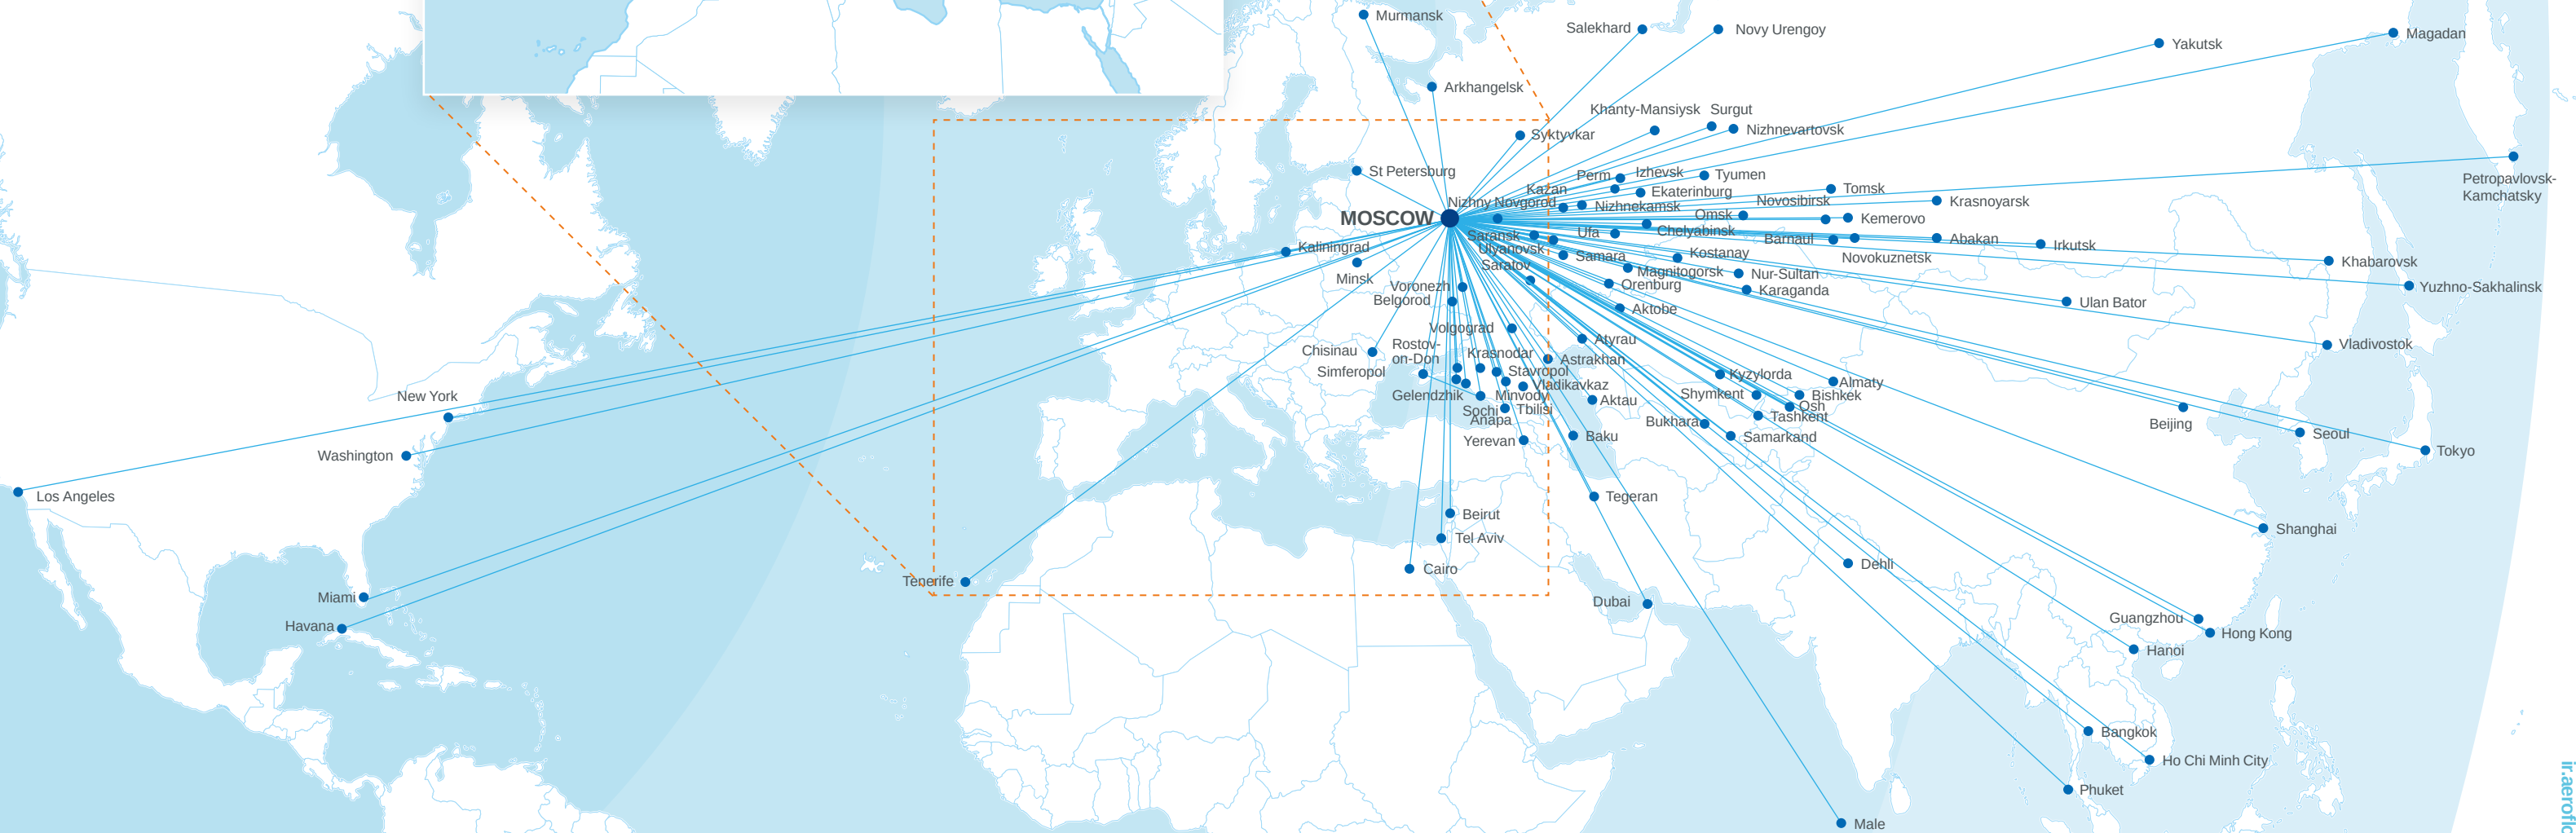 Murmansk
Salekhard
Novy Urengoy
Magadan
Yakutsk
Arkhangelsk
Khanty-Mansiysk
Surgut
Nizhnevartovsk
Syktyvkar
St Petersburg
Perm
Izhevsk
Tyumen
Petropavlovsk-
Kamchatsky
Kazan
Ekaterinburg
Tomsk
Nizhny Novgorod
Nizhnekamsk
Novosibirsk
Krasnoyarsk
MOSCOW
Omsk
Kemerovo
Saransk
Ufa
Chelyabinsk
Barnaul
Abakan
Irkutsk
Kaliningrad
Ulyanovsk
Samara
Kostanay
Novokuznetsk
Khabarovsk
Minsk
Saratov
Magnitogorsk
Nur-Sultan
Voronezh
Orenburg
Karaganda
Yuzhno-Sakhalinsk
Belgorod
Aktobe
Ulan Bator
Volgograd
Atyrau
Vladivostok
Chisinau
Rostov-
on-Don
Krasnodar
Astrakhan
Simferopol
Stavropol
Kyzylorda
Almaty
Vladikavkaz
New York
Gelendzhik
Minvody
Aktau
Shymkent
Bishkek
Sochi
Tbilisi
Osh
Anapa
Bukhara
Tashkent
Beijing
Yerevan
Baku
Samarkand
Seoul
Washington
Tokyo
Los Angeles
Tegeran
Beirut
Shanghai
Tel Aviv
Cairo
Dehli
Tenerife
Dubai
Miami
Guangzhou
Havana
Hong Kong
Hanoi
Bangkok
Ho Chi Minh City
Phuket
Male